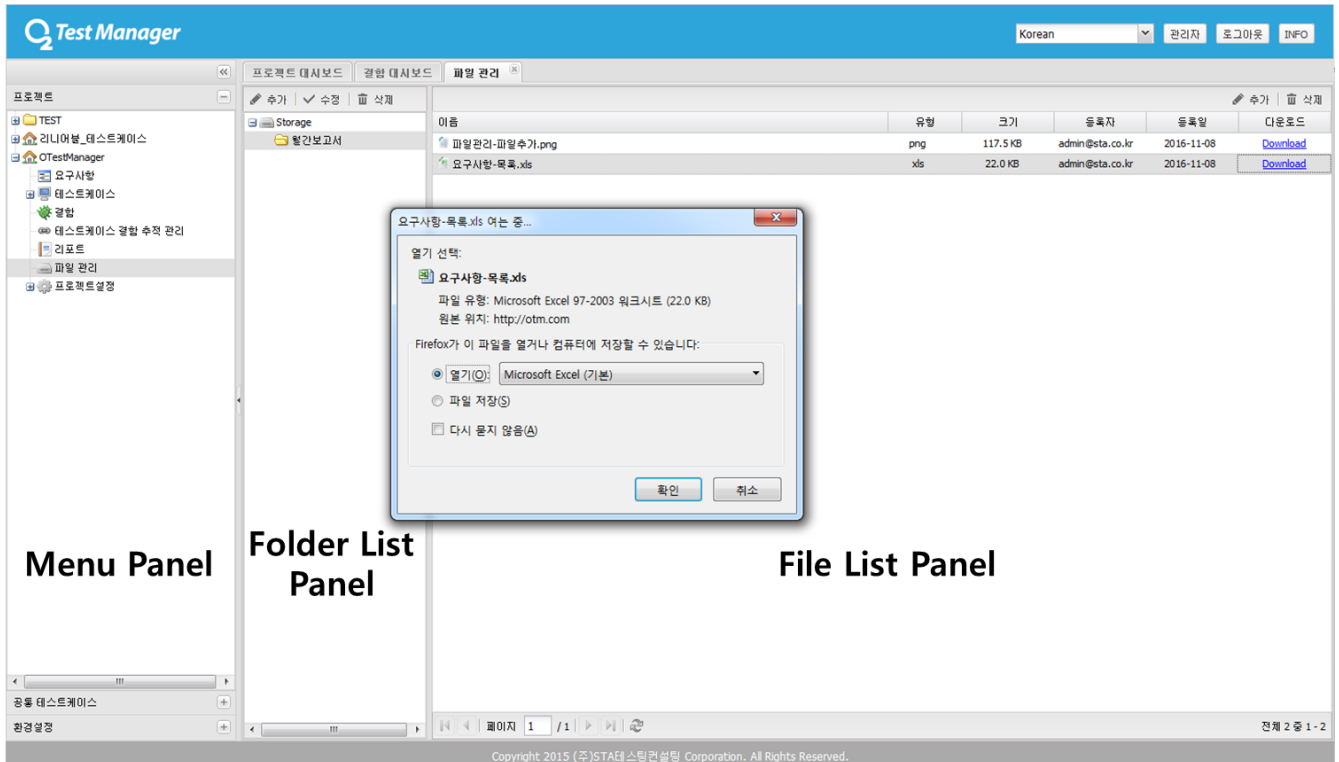 O2 Test Manager
Korean 관리자 로그아웃 INFO
프로젝트 대시보드 결함 대시보드 파일 관리
프로젝트
TEST
리니어블_테스트케이스
OTestManager
요구사항
테스트케이스
결함
테스트케이스 결함 추적 관리
리포트
파일 관리
프로젝트설정
공통 테스트케이스
환경설정
추가 수정 삭제
Storage
월간보고서
추가 삭제
이름 유형 크기 등록자 등록일 다운로드
파일관리-파일추가.png png 117.5 KB admin@sta.co.kr 2016-11-08 Download
요구사항-목록.xls xls 22.0 KB admin@sta.co.kr 2016-11-08 Download
요구사항-목록.xls 여는 중...
열기 선택:
요구사항-목록.xls
파일 유형: Microsoft Excel 97-2003 워크시트 (22.0 KB)
원본 위치: http://otm.com
Firefox가 이 파일을 열거나 컴퓨터에 저장할 수 있습니다:
열기(O): Microsoft Excel (기본)
파일 저장(S)
다시 묻지 않음(A)
확인 취소
Menu Panel
Folder List
Panel
File List Panel
페이지 1 / 1
전체 2 중 1 - 2
Copyright 2015 (주)STA테스팅컨설팅 Corporation. All Rights Reserved.